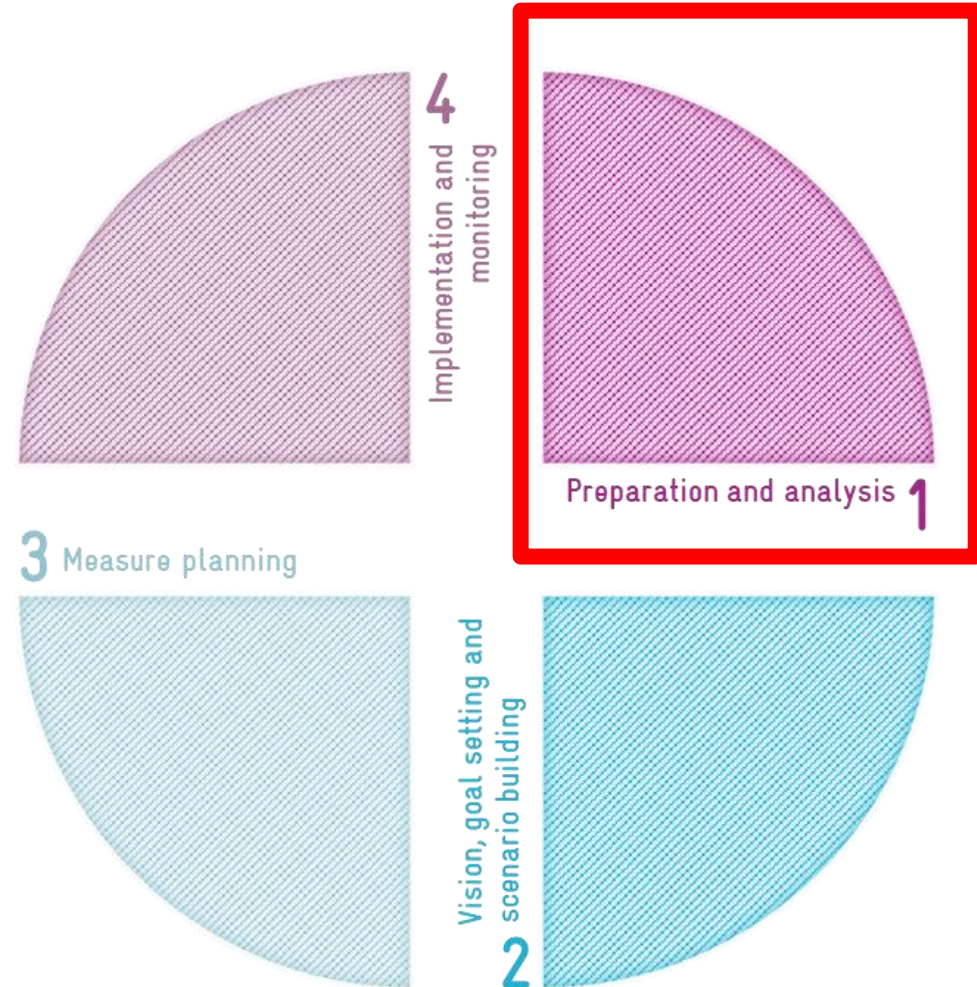 4
Implementation and
monitoring
Preparation and analysis 1
3 Measure planning
Vision, goal setting and
scenario building
2